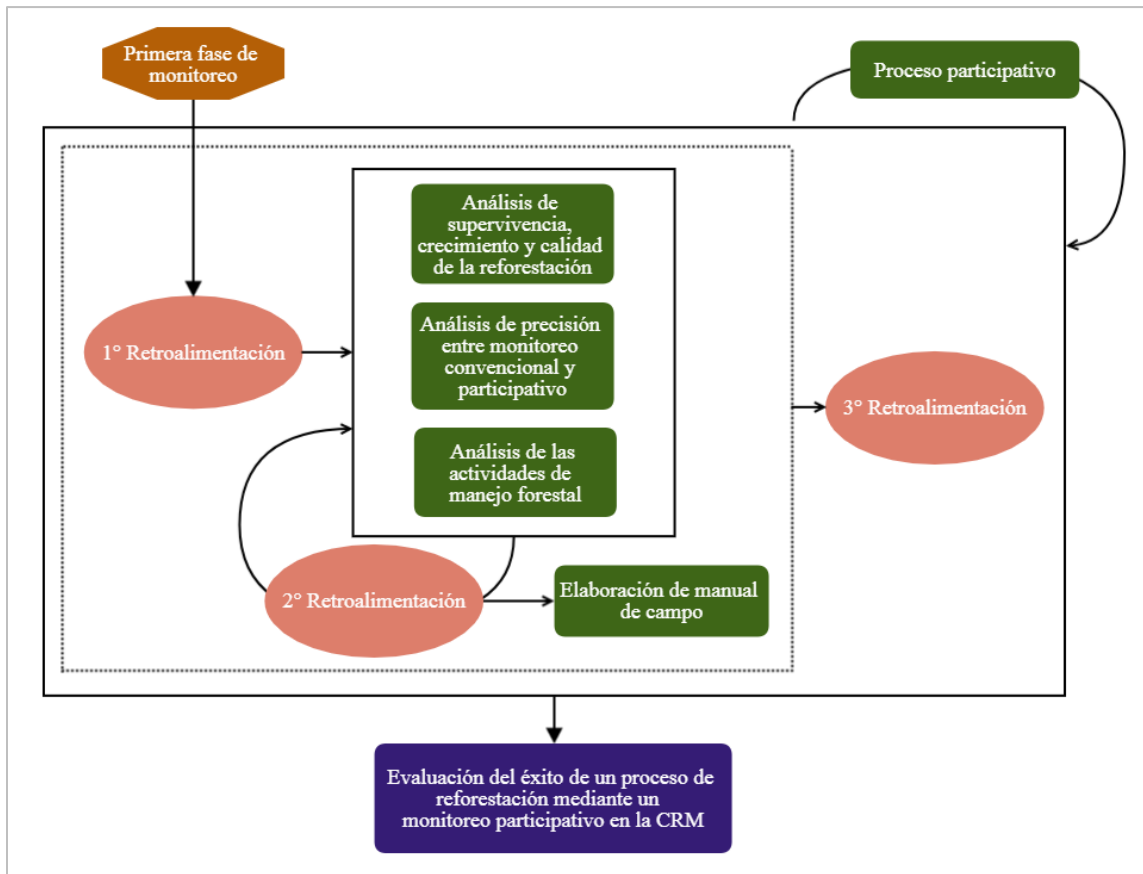 Primera fase de
monitoreo
Proceso participativo
Análisis de
supervivencia,
crecimiento y calidad
de la reforestación
1° Retroalimentación
Análisis de precisión
entre monitoreo
convencional y
participativo
3° Retroalimentación
Análisis de las
actividades de
manejo forestal
2° Retroalimentación
Elaboración de manual
de campo
Evaluación del éxito de un proceso de
reforestación mediante un
monitoreo participativo en la CRM